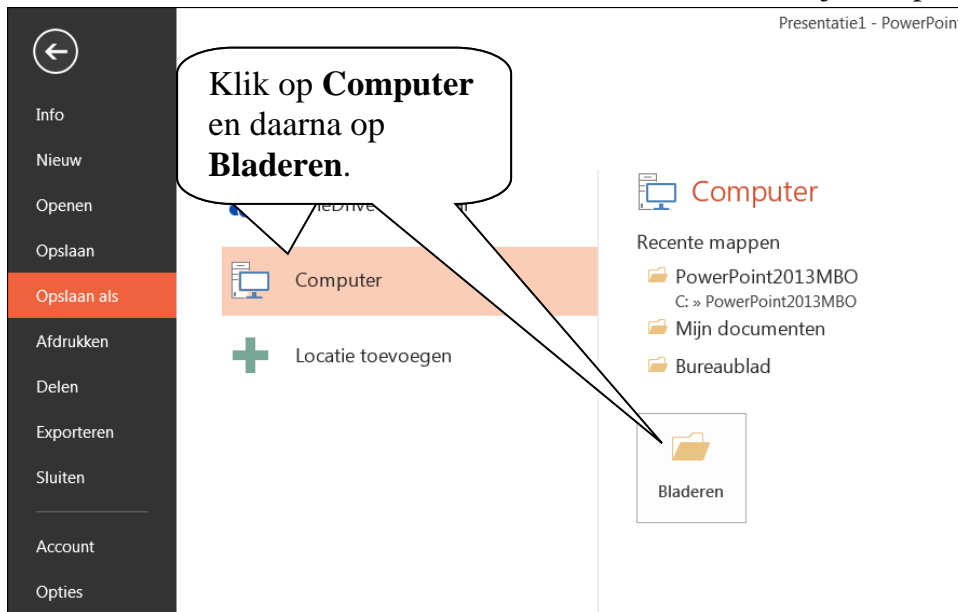 Presentatie1 - PowerPoin
Klik op Computer
en daarna op
Bladeren.
Info
Nieuw
Openen
Opslaan
Opslaan als
Afdrukken
Delen
Exporteren
Sluiten
Account
Opties
Computer
Locatie toevoegen
Computer
Recente mappen
PowerPoint2013MBO
C: » PowerPoint2013MBO
Mijn documenten
Bureaublad
Bladeren